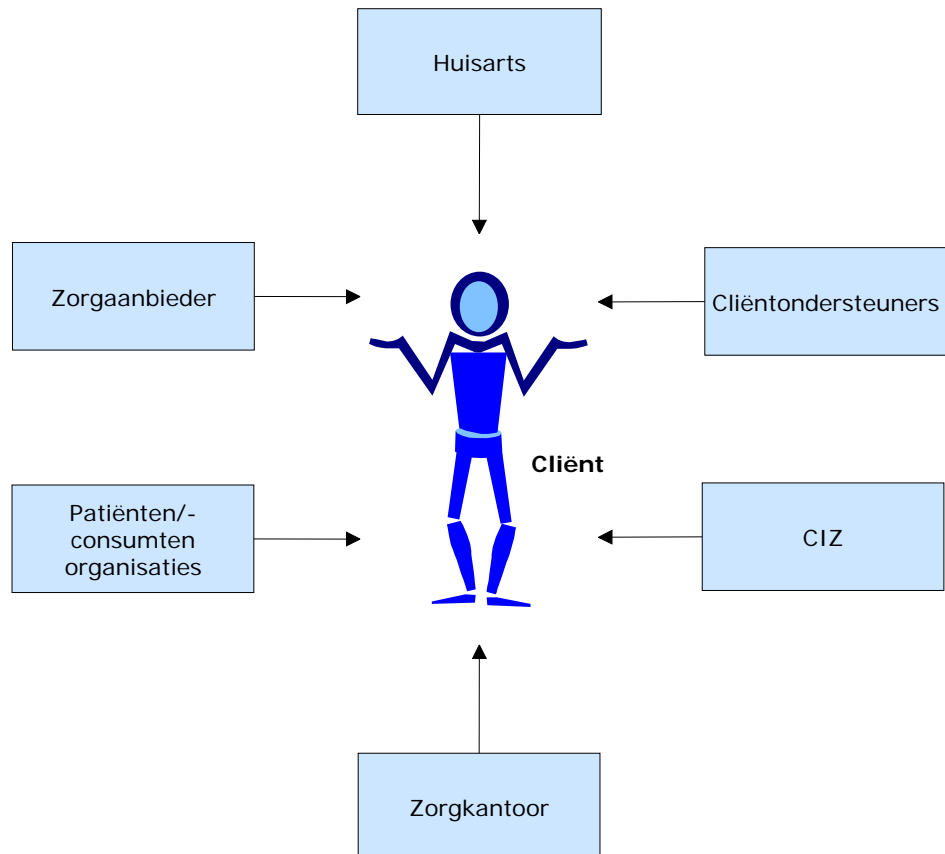 Huisarts
Zorgaanbieder
Cliëntondersteuners
Cliënt
Patiënten/-
consumten
organisaties
CIZ
Zorgkantoor